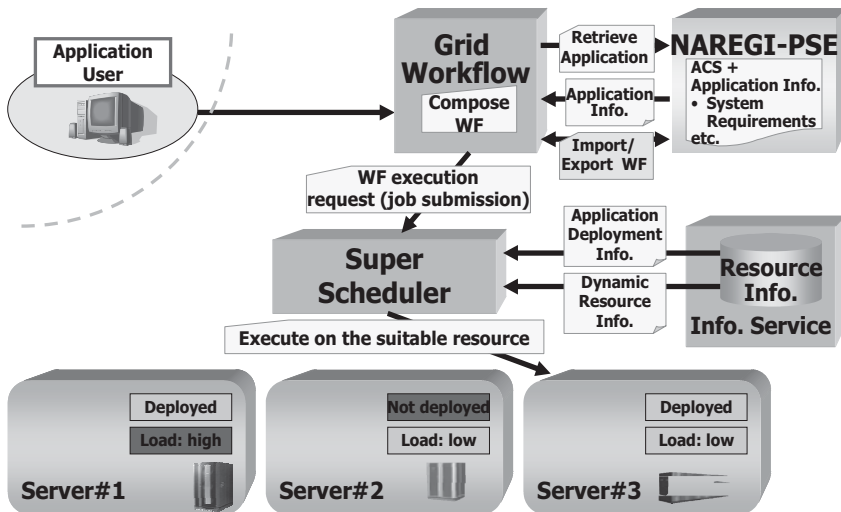 Application
User
Grid
Workflow
Compose
WF
Retrieve
Application
Application
Info.
Import/
Export WF
NAREGI-PSE
ACS +
Application Info.
• System
Requirements
etc.
WF execution
request (job submission)
Super
Scheduler
Application
Deployment
Info.
Dynamic
Resource
Info.
Resource
Info.
Info. Service
Execute on the suitable resource
Deployed
Load: high
Server#1
Not deployed
Load: low
Server#2
Deployed
Load: low
Server#3